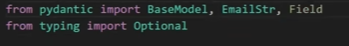 from pydantic import BaseModel, EmailStr, Field
from typing import Optional